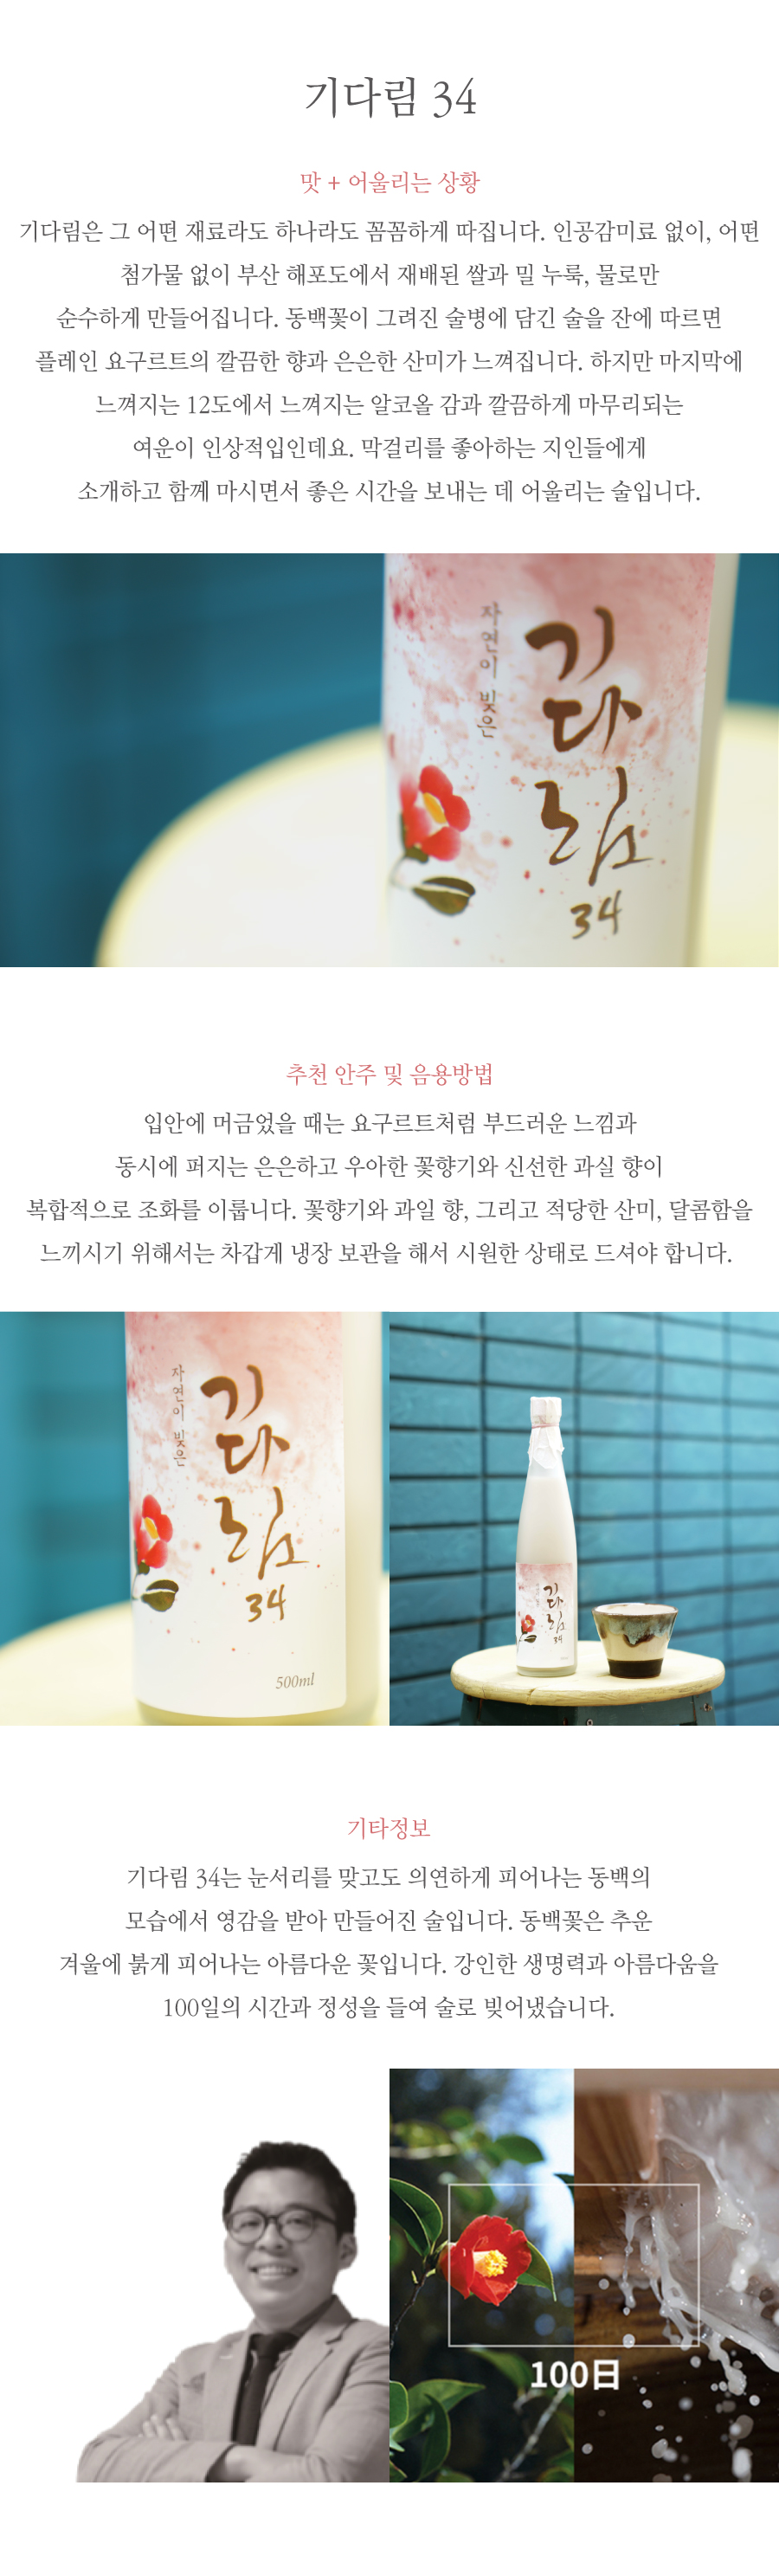 기다림 34
맛 + 어울리는 상황
기다림은 그 어떤 재료라도 하나라도 꼼꼼하게 따집니다. 인공감미료 없이, 어떤
첨가물 없이 부산 해포도에서 재배된 쌀과 밀 누룩, 물로만
순수하게 만들어집니다. 동백꽃이 그려진 술병에 담긴 술을 잔에 따르면
플레인 요구르트의 깔끔한 향과 은은한 산미가 느껴집니다. 하지만 마지막에
느껴지는 12도에서 느껴지는 알코올 감과 깔끔하게 마무리되는
여운이 인상적입인데요. 막걸리를 좋아하는 지인들에게
소개하고 함께 마시면서 좋은 시간을 보내는 데 어울리는 술입니다.
자연이 빚은
기다림
34
추천 안주 및 음용방법
입안에 머금었을 때는 요구르트처럼 부드러운 느낌과
동시에 퍼지는 은은하고 우아한 꽃향기와 신선한 과실 향이
복합적으로 조화를 이룹니다. 꽃향기와 과일 향, 그리고 적당한 산미, 달콤함을
느끼시기 위해서는 차갑게 냉장 보관을 해서 시원한 상태로 드셔야 합니다.
자연이 빚은
기다림
34
500ml
기다림
34
기타정보
기다림 34는 눈서리를 맞고도 의연하게 피어나는 동백의
모습에서 영감을 받아 만들어진 술입니다. 동백꽃은 추운
겨울에 붉게 피어나는 아름다운 꽃입니다. 강인한 생명력과 아름다움을
100일의 시간과 정성을 들여 술로 빚어냈습니다.
100日